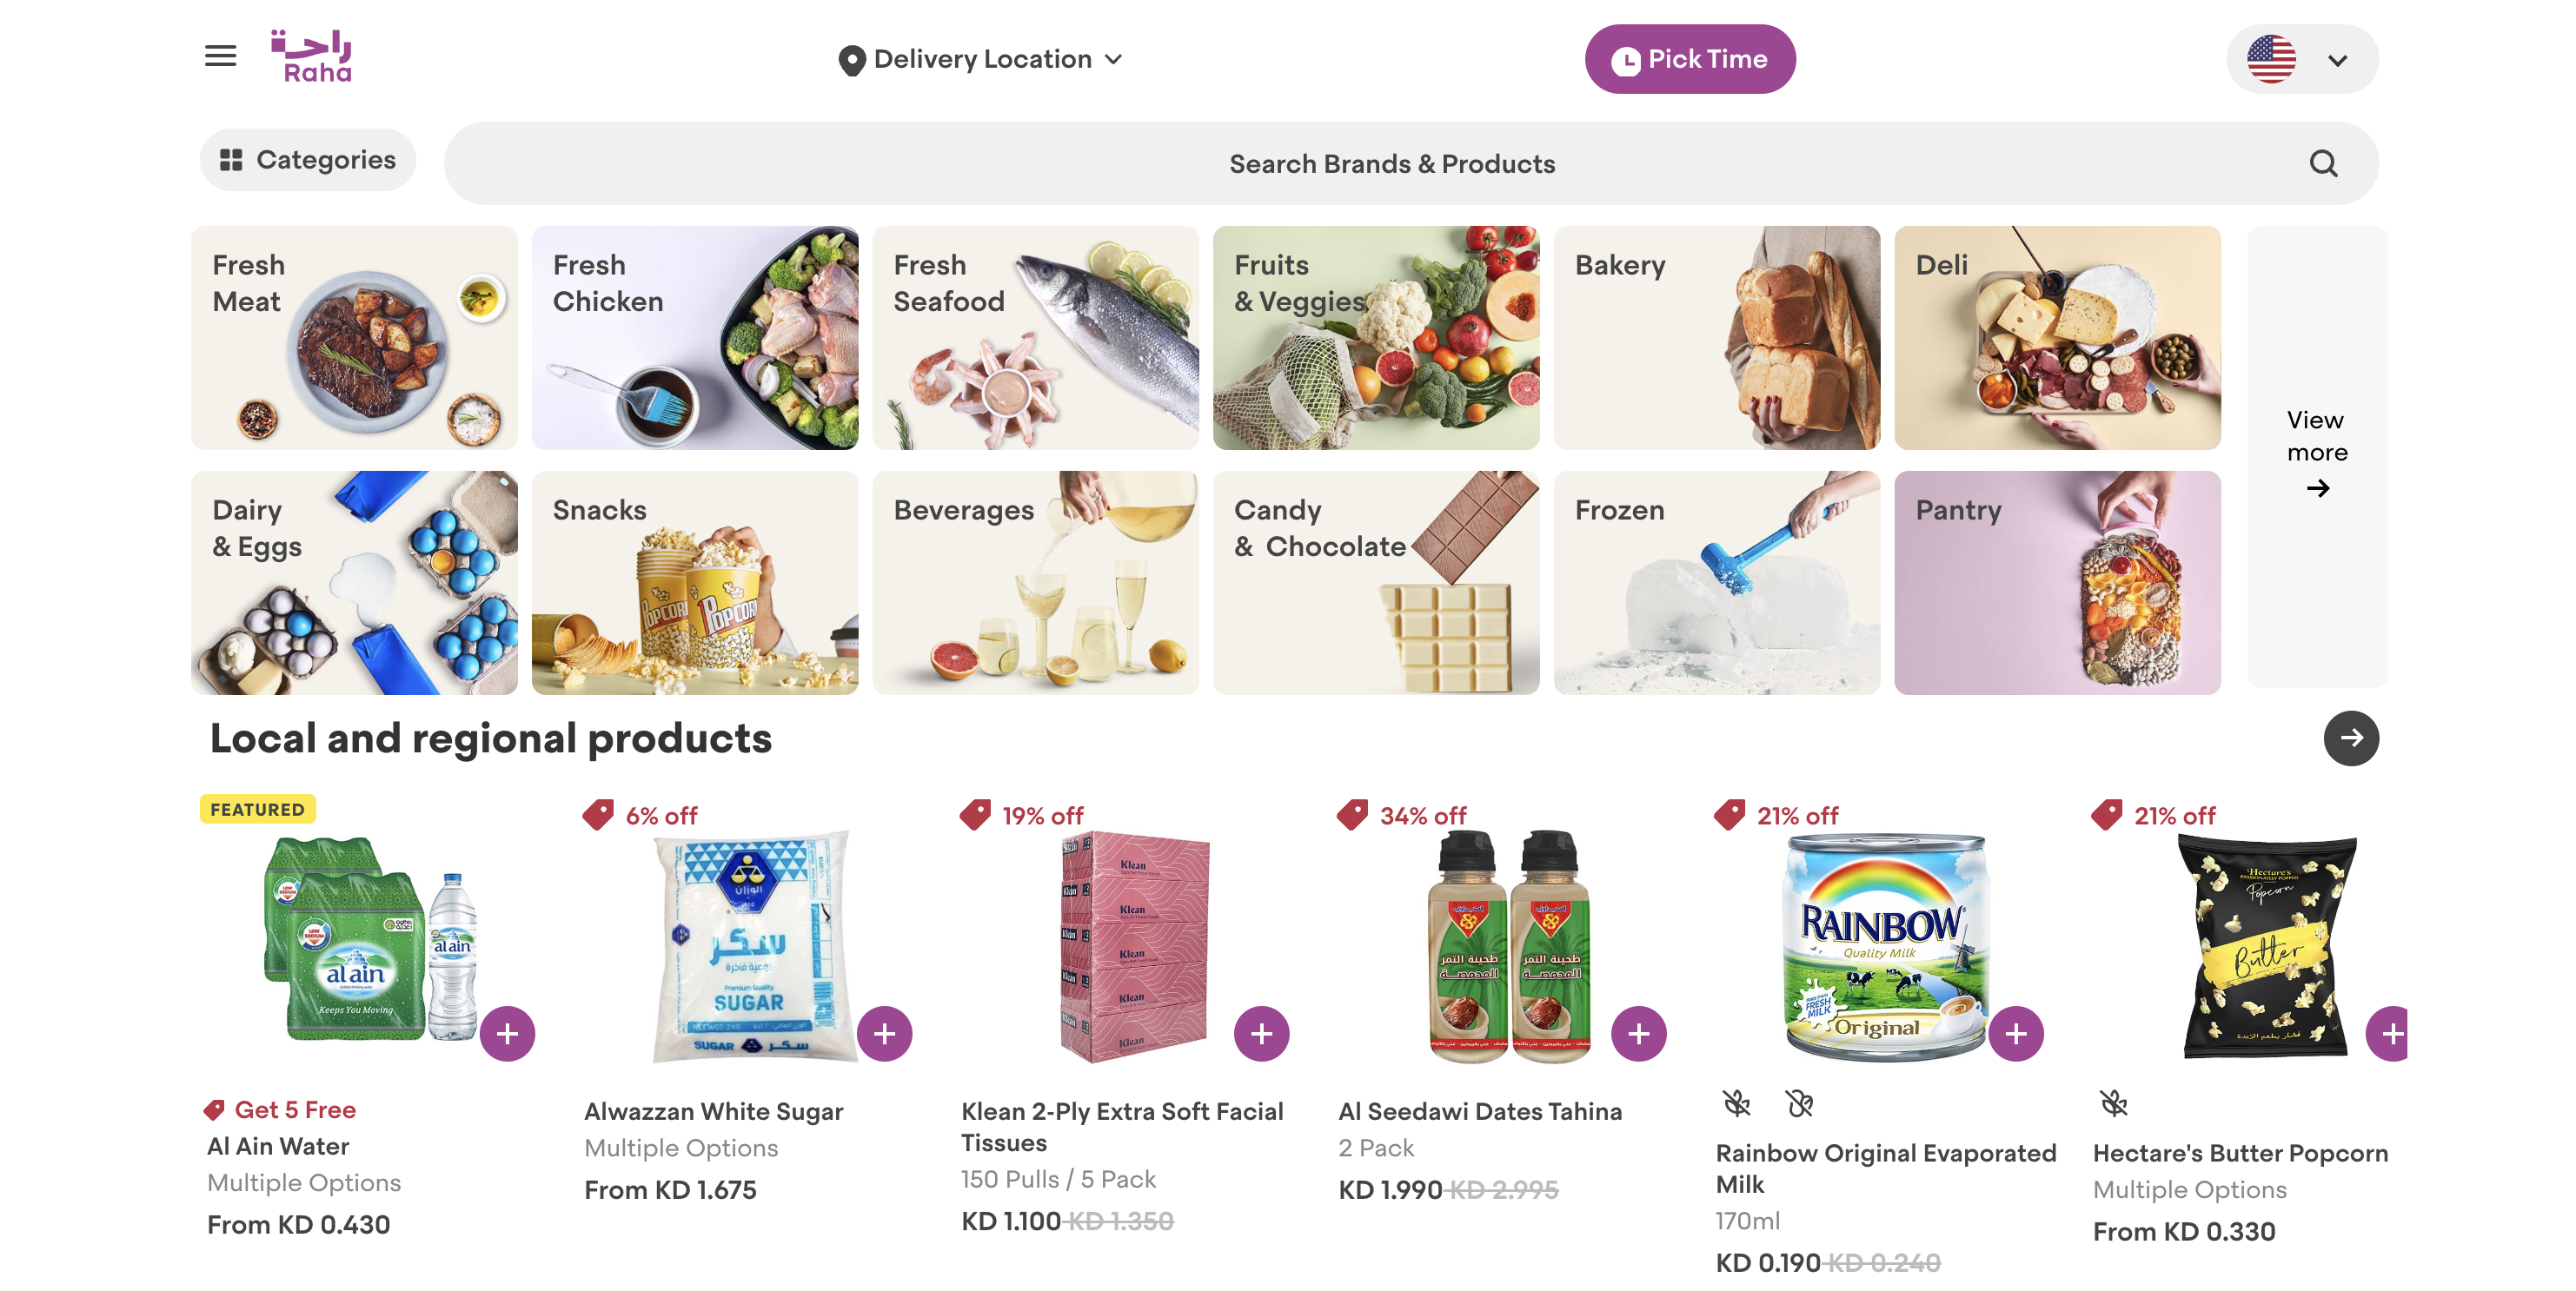 راحة
Raha
Delivery Location
Pick Time
Categories
Search Brands & Products
Fresh
Meat
Fresh
Chicken
Fresh
Seafood
Fruits
& Veggies
Bakery
Deli
View
more
Dairy
& Eggs
Snacks
POPCORN
POPCORN
Beverages
Candy
& Chocolate
Frozen
Pantry
Local and regional products
FEATURED
LOW
SODIUM
al ain
Keeps You Moving
al ain
6% off
الوزان
سكر
Premium Quality
SUGAR
SUGAR
سكر
19% off
Klean
Klean
Klean
Klean
Klean
34% off
طحينة التمر
المحمصة
طحينة التمر
المحمصة
21% off
RAINBOW
Quality Milk
FRESH
MILK
Original
21% off
Hectare's
Popcorn
Butter
Get 5 Free
Al Ain Water
Multiple Options
From KD 0.430
Alwazzan White Sugar
Multiple Options
From KD 1.675
Klean 2-Ply Extra Soft Facial
Tissues
150 Pulls / 5 Pack
KD 1.100 KD 1.350
Al Seedawi Dates Tahina
2 Pack
KD 1.990 KD 2.995
Rainbow Original Evaporated
Milk
170ml
KD 0.190 KD 0.240
Hectare's Butter Popcorn
Multiple Options
From KD 0.330